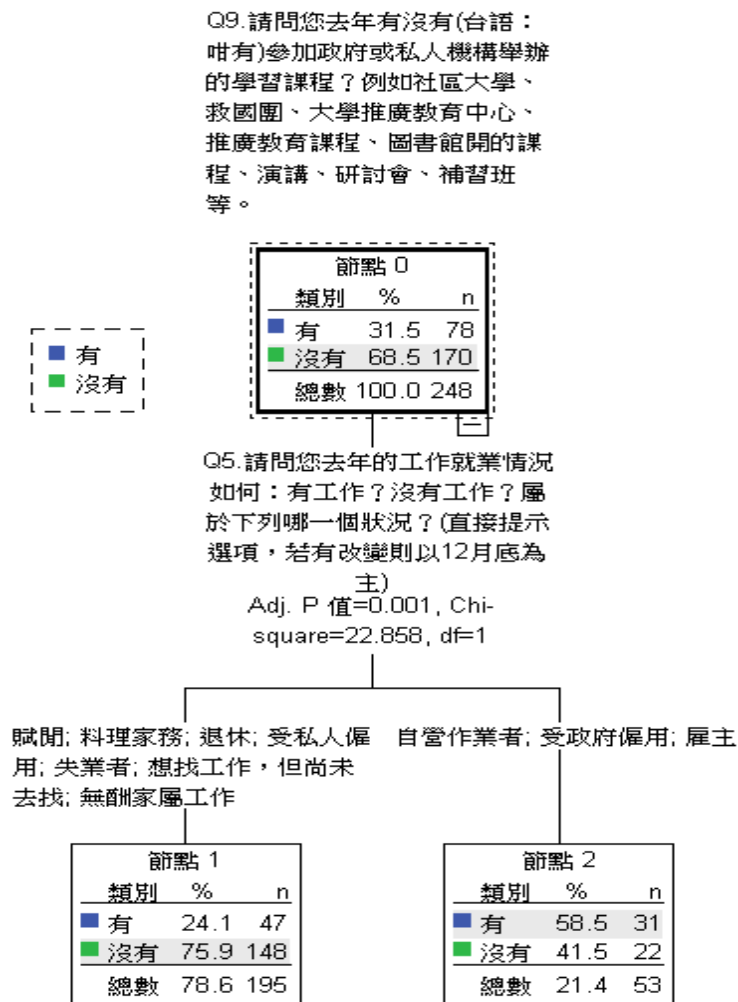 Q9.請問您去年有沒有(台語：
咁有)參加政府或私人機構舉辦
的學習課程？例如社區大學、
救國團、大學推廣教育中心、
推廣教育課程、圖書館開的課
程、演講、研討會、補習班
等。
節點 0
類別 % n
有 31.5 78
沒有 68.5 170
總數 100.0 248
有
沒有
Q5.請問您去年的工作就業情況
如何：有工作？沒有工作？屬
於下列哪一個狀況？(直接提示
選項，若有改變則以12月底為
主)
Adj. P 值=0.001, Chi-
square=22.858, df=1
賦閒; 料理家務; 退休; 受私人僱
用; 失業者; 想找工作，但尚未
去找; 無酬家屬工作
自營作業者; 受政府僱用; 雇主
節點 1
類別 % n
有 24.1 47
沒有 75.9 148
總數 78.6 195
節點 2
類別 % n
有 58.5 31
沒有 41.5 22
總數 21.4 53